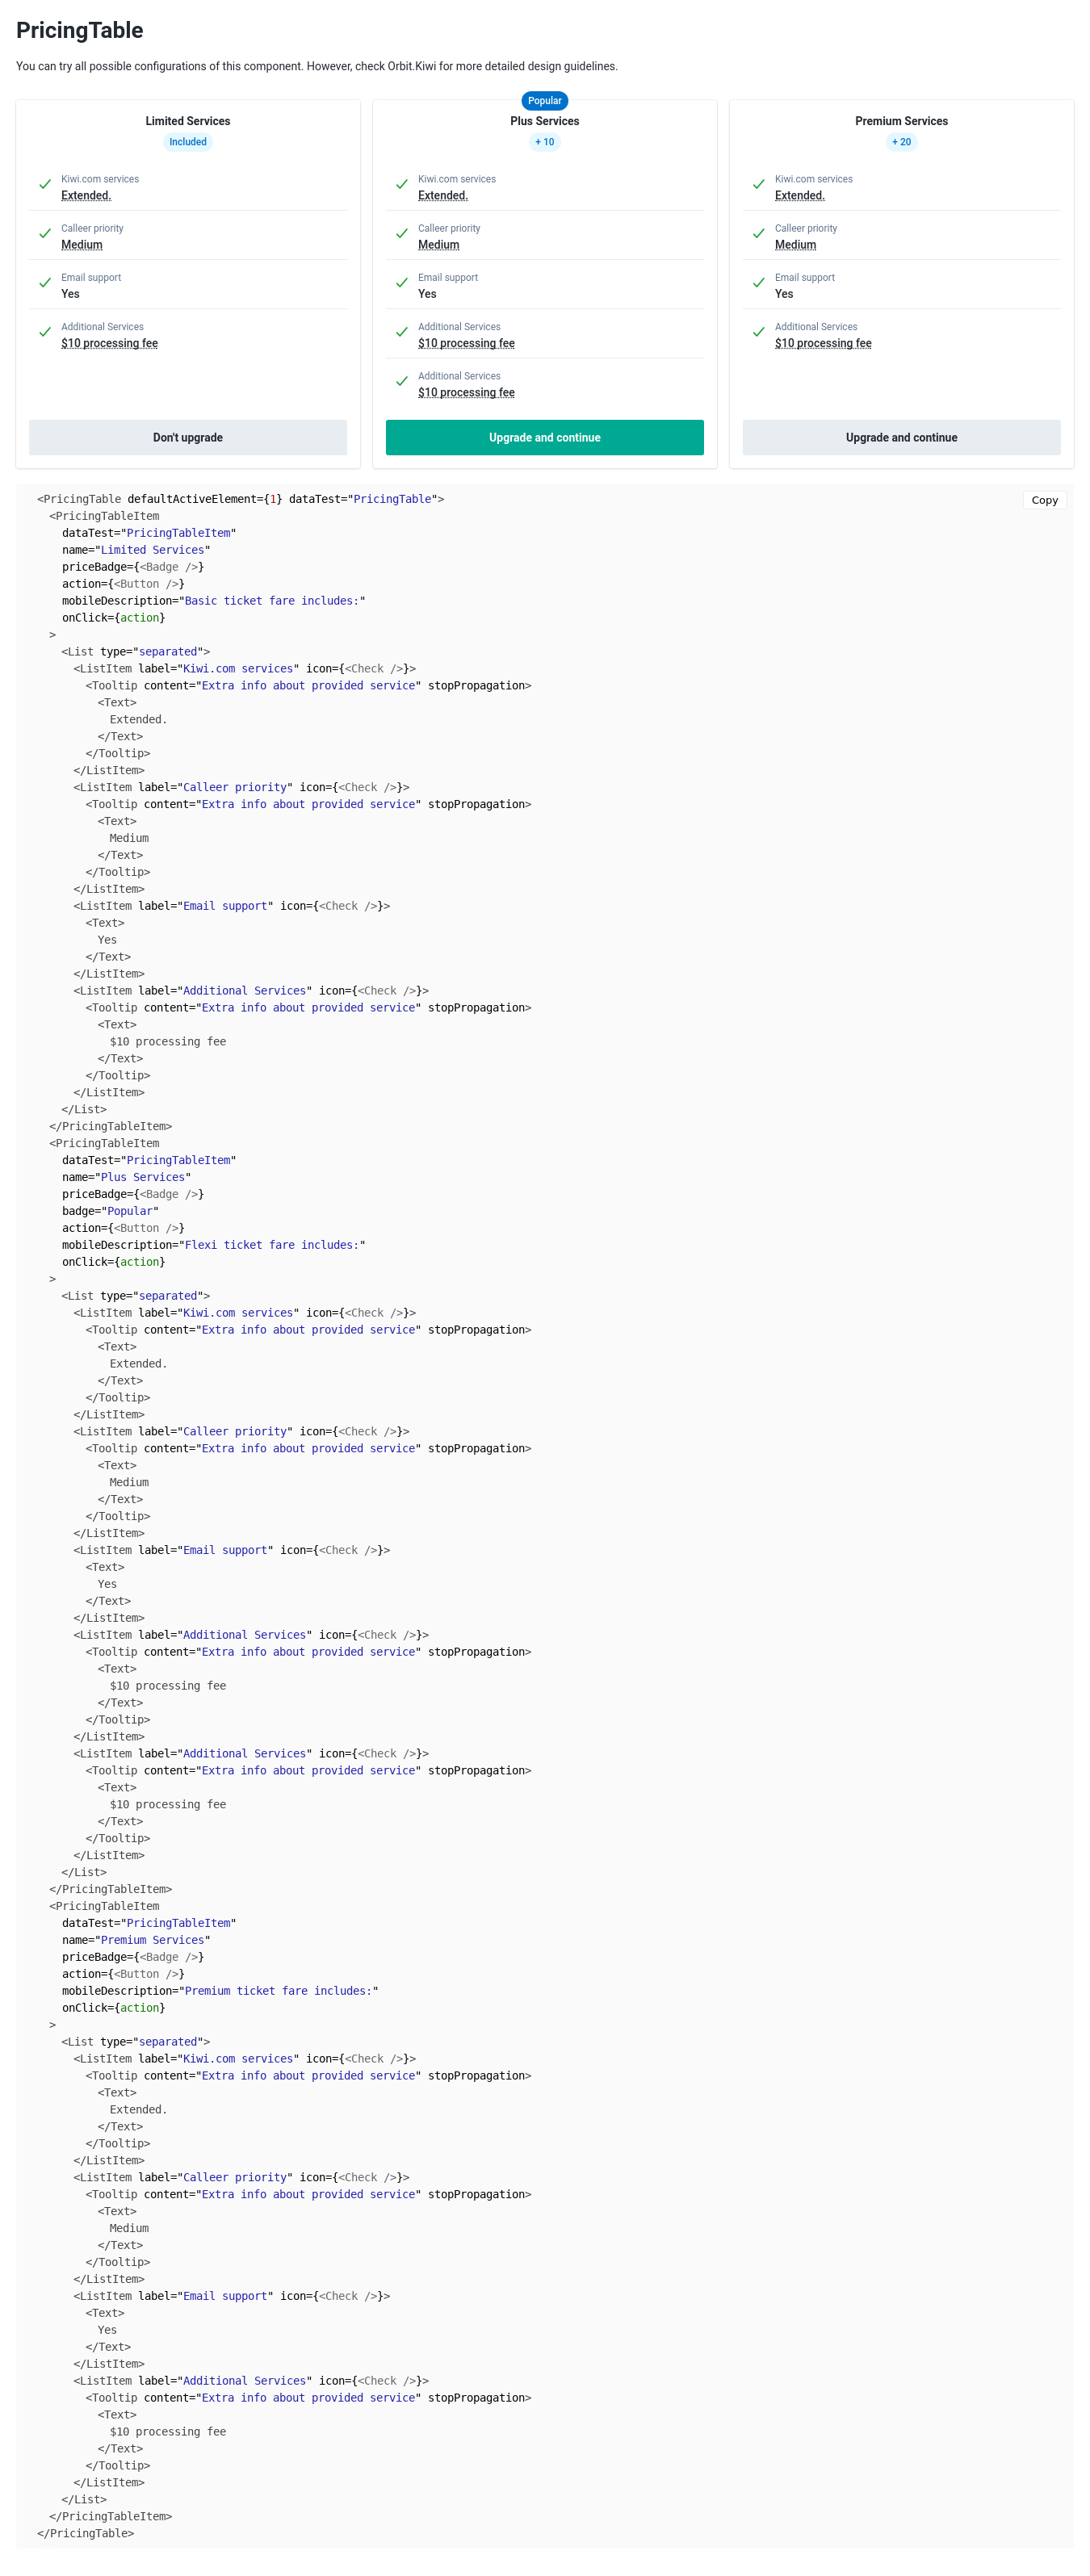 PricingTable
You can try all possible configurations of this component. However, check Orbit.Kiwi for more detailed design guidelines.
Limited Services
Included
Kiwi.com services
Extended.
Calleer priority
Medium
Email support
Yes
Additional Services
$10 processing fee
Don't upgrade
Popular
Plus Services
+ 10
Kiwi.com services
Extended.
Calleer priority
Medium
Email support
Yes
Additional Services
$10 processing fee
Additional Services
$10 processing fee
Upgrade and continue
Premium Services
+ 20
Kiwi.com services
Extended.
Calleer priority
Medium
Email support
Yes
Additional Services
$10 processing fee
Upgrade and continue
Copy
<PricingTable defaultActiveElement={1} dataTest="PricingTable">
<PricingTableItem
dataTest="PricingTableItem"
name="Limited Services"
priceBadge={<Badge />}
action={<Button />}
mobileDescription="Basic ticket fare includes:"
onClick={action}
>
<List type="separated">
<ListItem label="Kiwi.com services" icon={<Check />}>
<Tooltip content="Extra info about provided service" stopPropagation>
<Text>
Extended.
</Text>
</Tooltip>
</ListItem>
<ListItem label="Calleer priority" icon={<Check />}>
<Tooltip content="Extra info about provided service" stopPropagation>
<Text>
Medium
</Text>
</Tooltip>
</ListItem>
<ListItem label="Email support" icon={<Check />}>
<Text>
Yes
</Text>
</ListItem>
<ListItem label="Additional Services" icon={<Check />}>
<Tooltip content="Extra info about provided service" stopPropagation>
<Text>
$10 processing fee
</Text>
</Tooltip>
</ListItem>
</List>
</PricingTableItem>
<PricingTableItem
dataTest="PricingTableItem"
name="Plus Services"
priceBadge={<Badge />}
badge="Popular"
action={<Button />}
mobileDescription="Flexi ticket fare includes:"
onClick={action}
>
<List type="separated">
<ListItem label="Kiwi.com services" icon={<Check />}>
<Tooltip content="Extra info about provided service" stopPropagation>
<Text>
Extended.
</Text>
</Tooltip>
</ListItem>
<ListItem label="Calleer priority" icon={<Check />}>
<Tooltip content="Extra info about provided service" stopPropagation>
<Text>
Medium
</Text>
</Tooltip>
</ListItem>
<ListItem label="Email support" icon={<Check />}>
<Text>
Yes
</Text>
</ListItem>
<ListItem label="Additional Services" icon={<Check />}>
<Tooltip content="Extra info about provided service" stopPropagation>
<Text>
$10 processing fee
</Text>
</Tooltip>
</ListItem>
<ListItem label="Additional Services" icon={<Check />}>
<Tooltip content="Extra info about provided service" stopPropagation>
<Text>
$10 processing fee
</Text>
</Tooltip>
</ListItem>
</List>
</PricingTableItem>
<PricingTableItem
dataTest="PricingTableItem"
name="Premium Services"
priceBadge={<Badge />}
action={<Button />}
mobileDescription="Premium ticket fare includes:"
onClick={action}
>
<List type="separated">
<ListItem label="Kiwi.com services" icon={<Check />}>
<Tooltip content="Extra info about provided service" stopPropagation>
<Text>
Extended.
</Text>
</Tooltip>
</ListItem>
<ListItem label="Calleer priority" icon={<Check />}>
<Tooltip content="Extra info about provided service" stopPropagation>
<Text>
Medium
</Text>
</Tooltip>
</ListItem>
<ListItem label="Email support" icon={<Check />}>
<Text>
Yes
</Text>
</ListItem>
<ListItem label="Additional Services" icon={<Check />}>
<Tooltip content="Extra info about provided service" stopPropagation>
<Text>
$10 processing fee
</Text>
</Tooltip>
</ListItem>
</List>
</PricingTableItem>
</PricingTable>